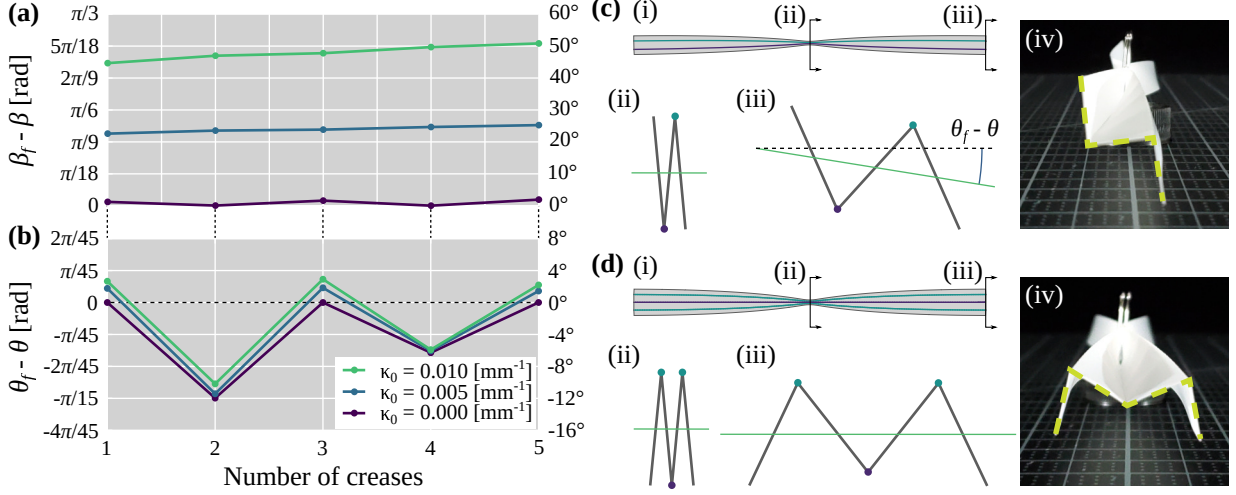 (a)
π/3
5π/18
2π/9
π/6
π/9
π/18
0
β_f - β [rad]
60°
50°
40°
30°
20°
10°
0°
(b)
2π/45
π/45
0
-π/45
-2π/45
-π/15
-4π/45
θ_f - θ [rad]
8°
4°
0°
-4°
-8°
-12°
-16°
κ₀ = 0.010 [mm⁻¹]
κ₀ = 0.005 [mm⁻¹]
κ₀ = 0.000 [mm⁻¹]
1 2 3 4 5
Number of creases
(c)
(i) (ii) (iii)
(iv)
(ii) (iii)
θ_f - θ
(d)
(i) (ii) (iii)
(iv)
(ii) (iii)